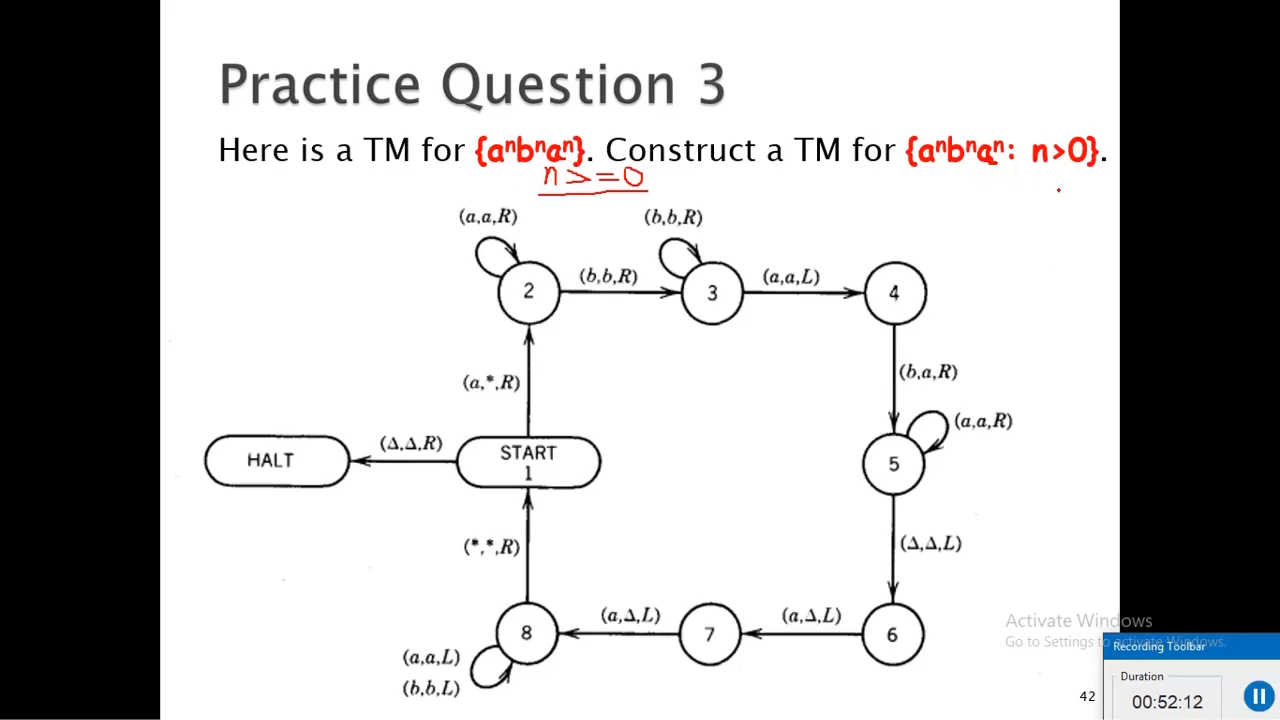 Practice Question 3
Here is a TM for {aⁿbⁿaⁿ}. Construct a TM for {aⁿbⁿaⁿ: n>0}.
n >=0
(a,a,R)
(b,b,R)
2
(b,b,R)
3
(a,a,L)
4
(a,*,R)
(b,a,R)
(a,a,R)
HALT
(Δ,Δ,R)
START
1
5
(*,*,R)
(Δ,Δ,L)
8
(a,Δ,L)
7
(a,Δ,L)
6
(a,a,L)
(b,b,L)
Activate Windows
Go to Settings to activate Windows.
Recording Toolbar
Duration
00:52:12
42